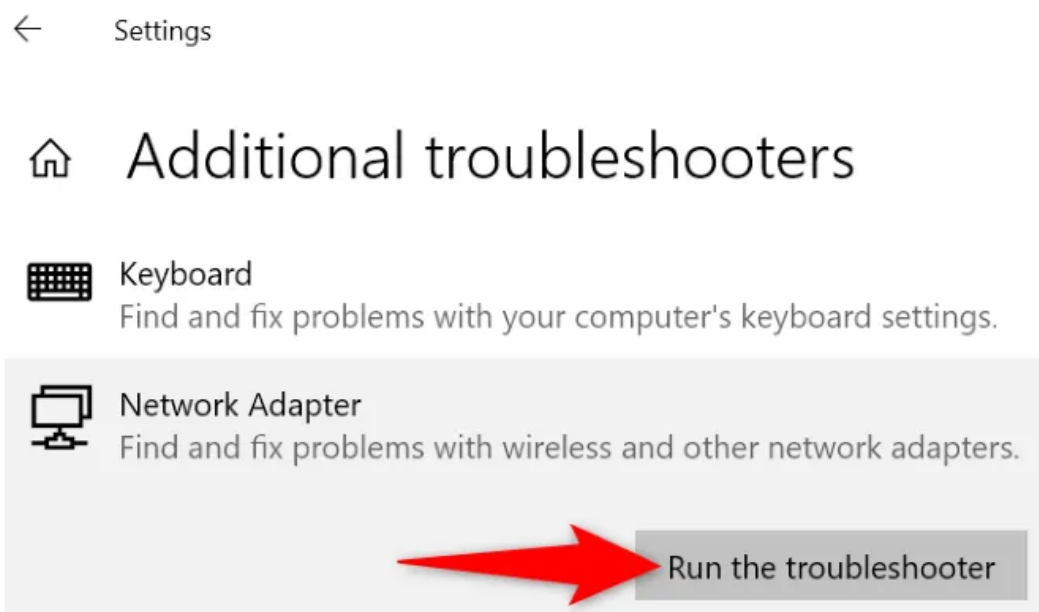 Settings
Additional troubleshooters
Keyboard
Find and fix problems with your computer's keyboard settings.
Network Adapter
Find and fix problems with wireless and other network adapters.
Run the troubleshooter